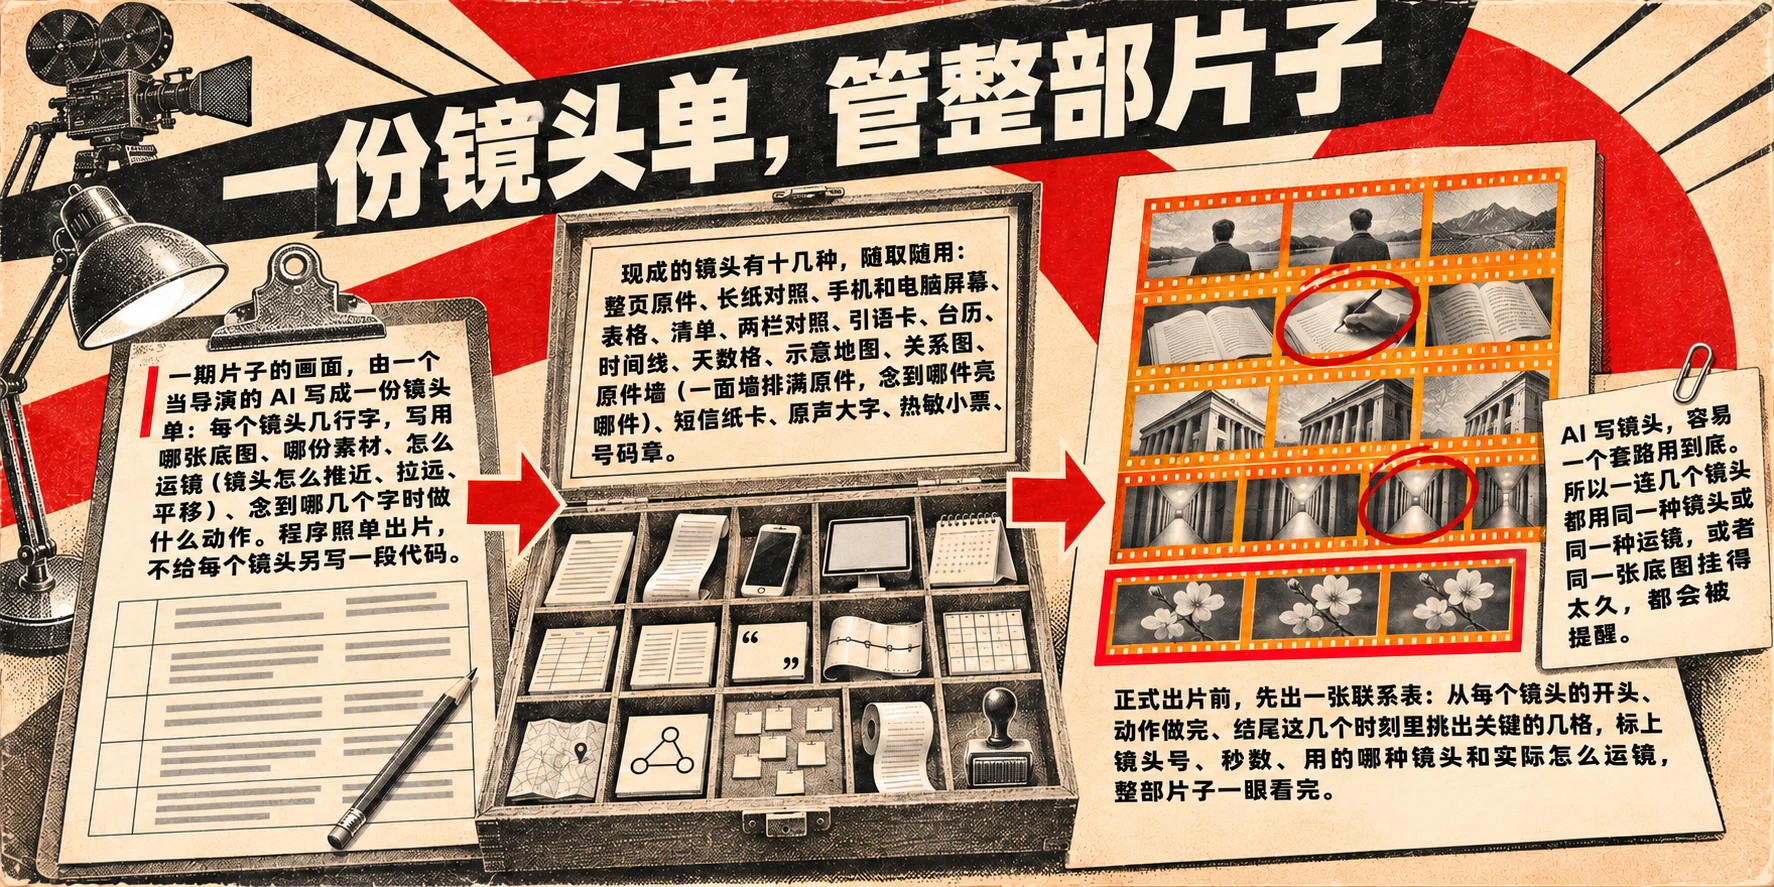 一份镜头单，管整部片子
一期片子的画面，由一个
当导演的 AI 写成一份镜头
单：每个镜头几行字，写用
哪张底图、哪份素材、怎么
运镜（镜头怎么推近、拉远、
平移）、念到哪几个字时做
什么动作。程序照单出片，
不给每个镜头另写一段代码。
现成的镜头有十几种，随取随用：
整页原件、长纸对照、手机和电脑屏幕、
表格、清单、两栏对照、引语卡、台历、
时间线、天数格、示意地图、关系图、
原件墙（一面墙排满原件，念到哪件亮
哪件）、短信纸卡、原声大字、热敏小票、
号码章。
AI 写镜头，容易
一个套路用到底。
所以一连几个镜头
都用同一种镜头或
同一种运镜，或者
同一张底图挂得
太久，都会被
提醒。
正式出片前，先出一张联系表：从每个镜头的开头、
动作做完、结尾这几个时刻里挑出关键的几格，标上
镜头号、秒数、用的哪种镜头和实际怎么运镜，
整部片子一眼看完。